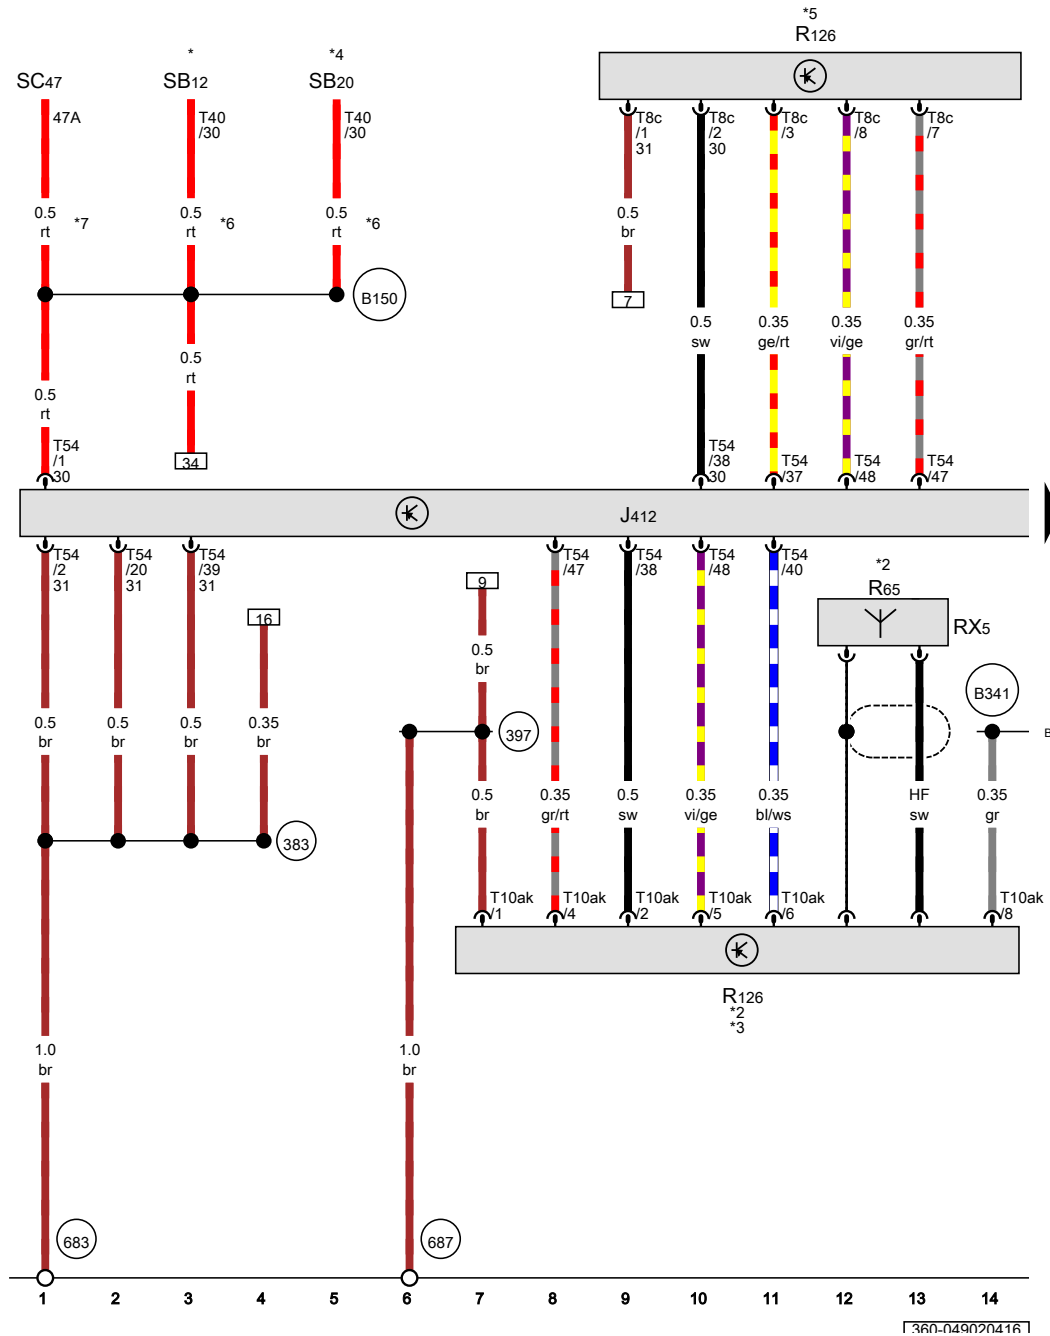 *5
R126
* *4
SC47 SB12 SB20
47A T40 /30 T40 /30
T8c /1 31
T8c /2 30
T8c /3
T8c /8
T8c /7
0.5 rt *7
0.5 rt *6
0.5 rt *6
0.5 br
B150
7
0.5 sw
0.35 ge/rt
0.35 vi/ge
0.35 gr/rt
0.5 rt
0.5 rt
34
T54 /1 30
T54 /38 30
T54 /37
T54 /48
T54 /47
J412
T54 /2 31
T54 /20 31
T54 /39 31
T54 /47
T54 /38
T54 /48
T54 /40
*2
R65
RX5
9
16
0.5 br
B341
397
B
0.5 br
0.5 br
0.5 br
0.35 br
0.5 br
0.35 gr/rt
0.5 sw
0.35 vi/ge
0.35 bl/ws
HF sw
0.35 gr
383
T10ak /1
T10ak /4
T10ak /2
T10ak /5
T10ak /6
T10ak /8
R126
*2
*3
1.0 br
1.0 br
683
687
1 2 3 4 5 6 7 8 9 10 11 12 13 14
360-049020416